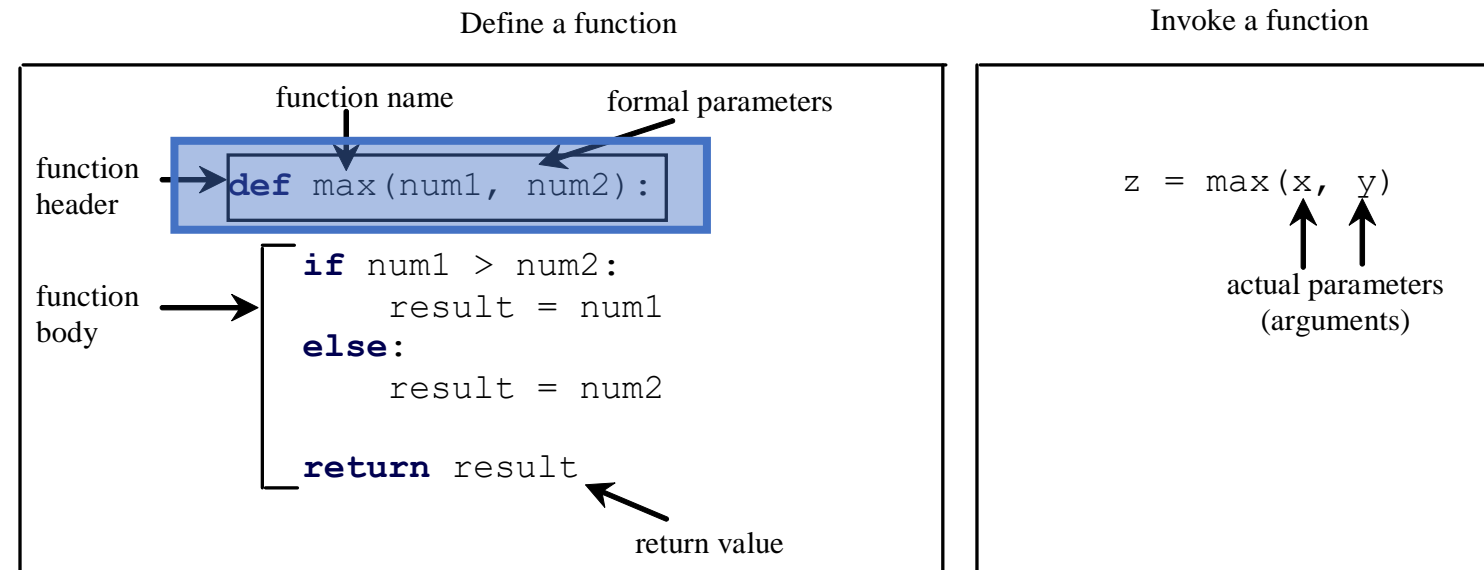 Define a function
Invoke a function
function name
formal parameters
function
header
def max(num1, num2):
function
body
if num1 > num2:
result = num1
else:
result = num2
return result
return value
z = max(x, y)
actual parameters
(arguments)